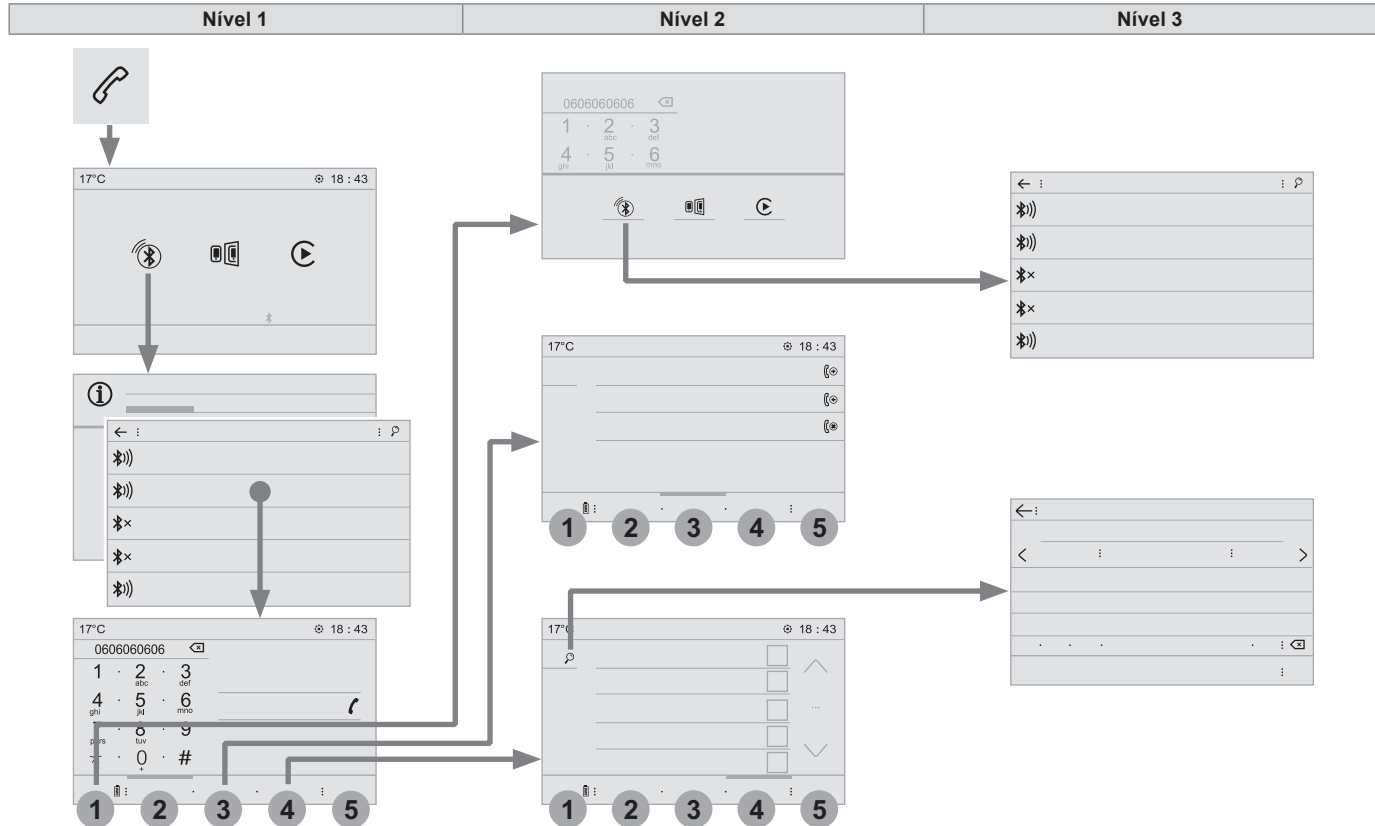 Nível 1
Nível 2
Nível 3
17°C 18 : 43
17°C 18 : 43
0606060606
1 · 2 · 3
abc def
4 · 5 · 6
ghi jkl mno
8 · 9
tuv
· 0 · #
+
1 2 3 4 5
0606060606
1 · 2 · 3
abc def
4 · 5 · 6
ghi jkl mno
17°C 18 : 43
1 2 3 4 5
17°C 18 : 43
...
1 2 3 4 5